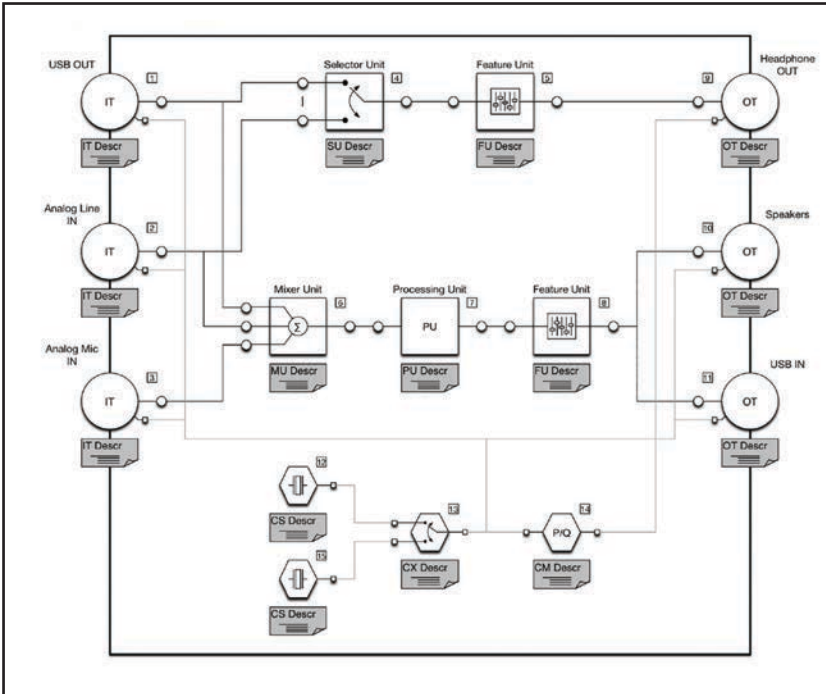 USB OUT
IT
1
IT Descr
Selector Unit
4
SU Descr
Feature Unit
5
FU Descr
Headphone
OUT
9
OT
OT Descr
Analog Line
IN
IT
2
IT Descr
Speakers
10
OT
OT Descr
Mixer Unit
Σ
6
MU Descr
Processing Unit
PU
7
PU Descr
Feature Unit
8
FU Descr
Analog Mic
IN
IT
3
IT Descr
USB IN
11
OT
OT Descr
12
CS Descr
13
CX Descr
14
P/Q
CM Descr
15
CS Descr